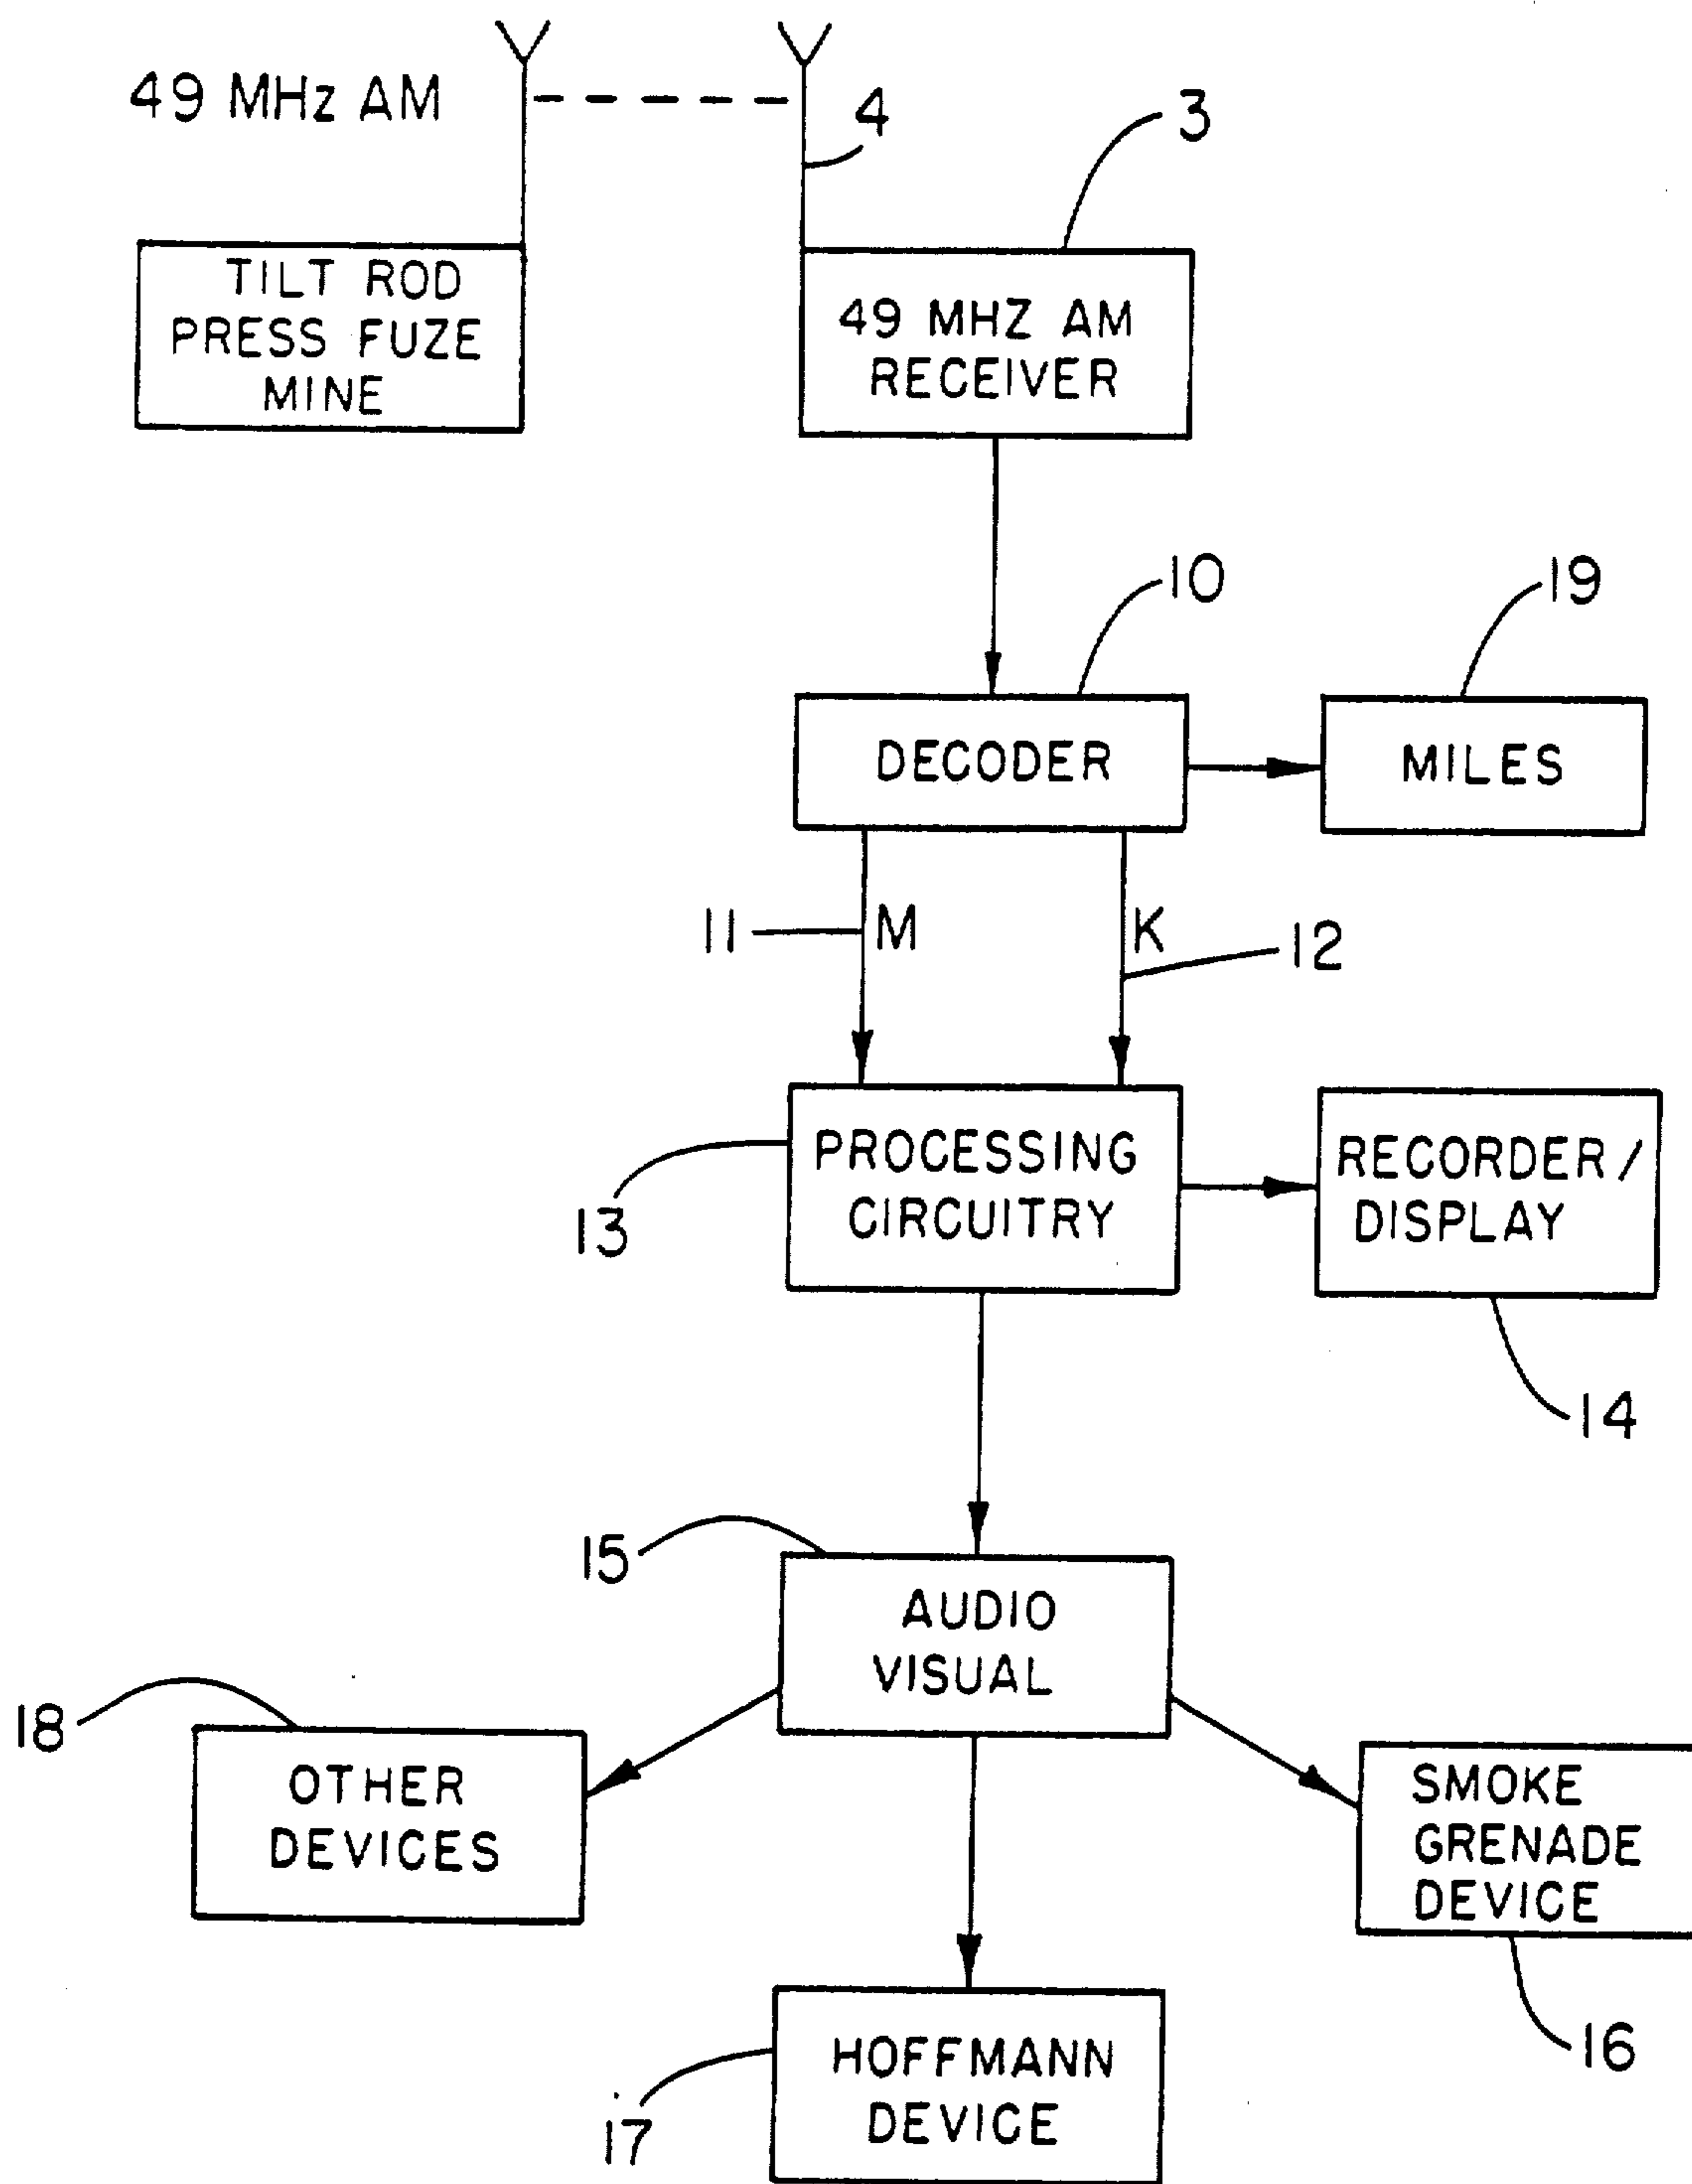 49 MHz AM
4
3
TILT ROD
PRESS FUZE
MINE
49 MHZ AM
RECEIVER
10
19
DECODER
MILES
11
M
K
12
PROCESSING
CIRCUITRY
13
RECORDER/
DISPLAY
14
15
AUDIO
VISUAL
18
OTHER
DEVICES
SMOKE
GRENADE
DEVICE
16
HOFFMANN
DEVICE
17